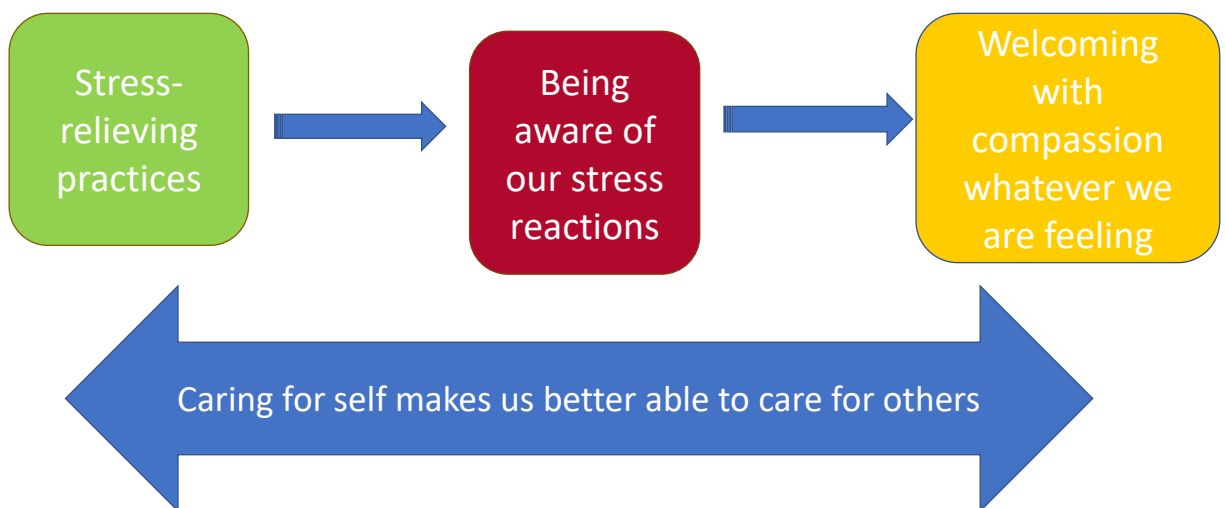 Stress-
relieving
practices
Being
aware of
our stress
reactions
Welcoming
with
compassion
whatever we
are feeling
Caring for self makes us better able to care for others